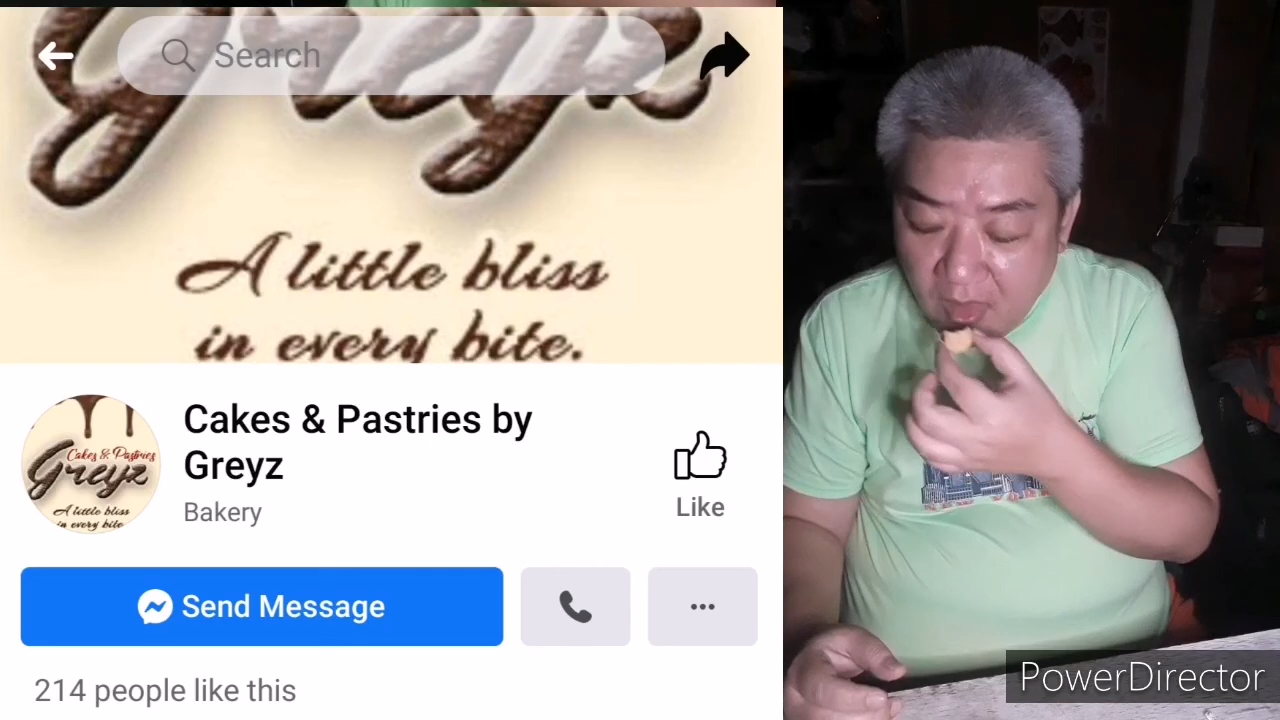 Greyz
Search
A little bliss
in every bite.
Cakes & Pastries by
Greyz
Bakery
Like
Cakes & Pastries
Greyz
A little bliss
in every bite
Send Message
214 people like this
PowerDirector